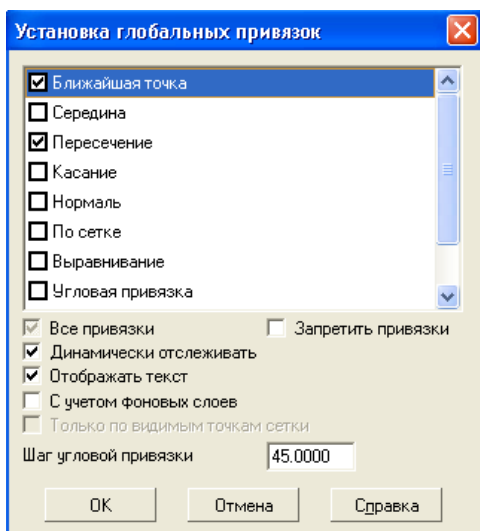 Установка глобальных привязок
Ближайшая точка
Середина
Пересечение
Касание
Нормаль
По сетке
Выравнивание
Угловая привязка
Все привязки Запретить привязки
Динамически отслеживать
Отображать текст
С учетом фоновых слоев
Только по видимым точкам сетки
Шаг угловой привязки 45.0000
OK Отмена Справка